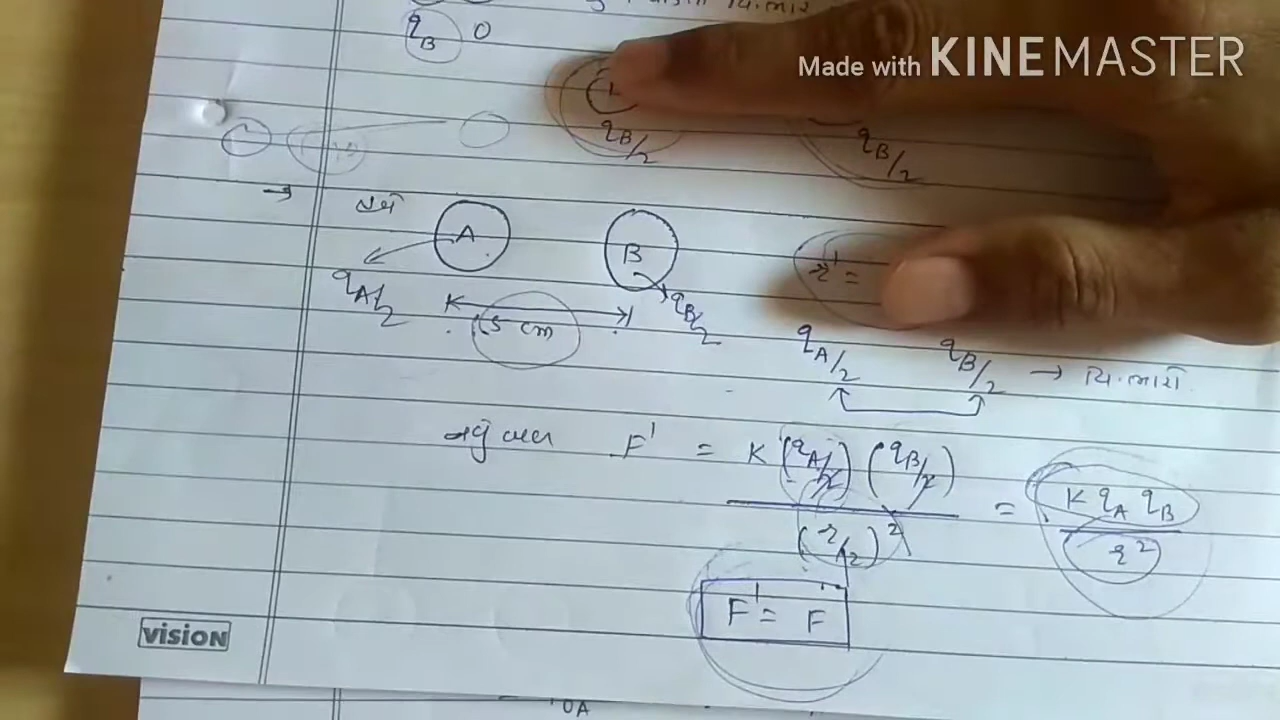 Made with KINEMASTER
q_B 0
q_B/2 q_B/2
→ હવે A B
r' =
q_A/2 5 cm q_B/2
q_A/2 q_B/2 →
નવું બળ F' = K (q_A/2) (q_B/2) / (r/2)² = K q_A q_B / r²
F' = F
vision